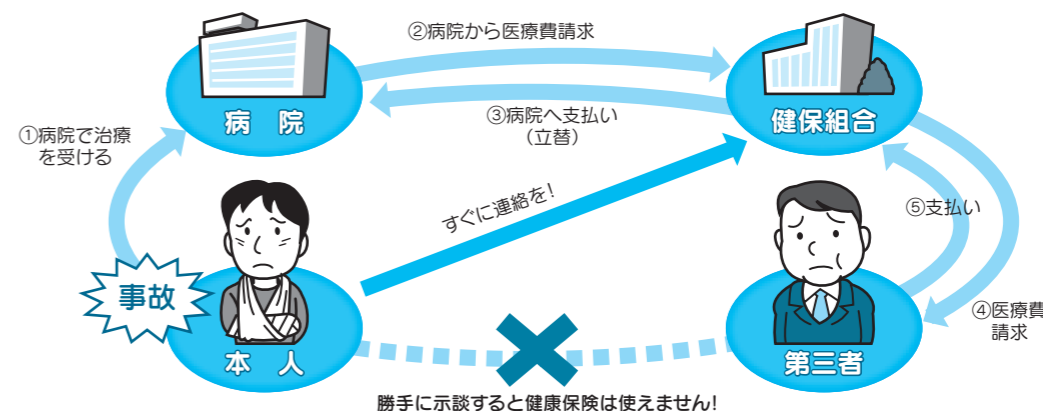 ②病院から医療費請求
病　院
健保組合
③病院へ支払い
（立替）
①病院で治療
を受ける
すぐに連絡を！
⑤支払い
事故
④医療費
請求
本　人
第三者
勝手に示談すると健康保険は使えません！